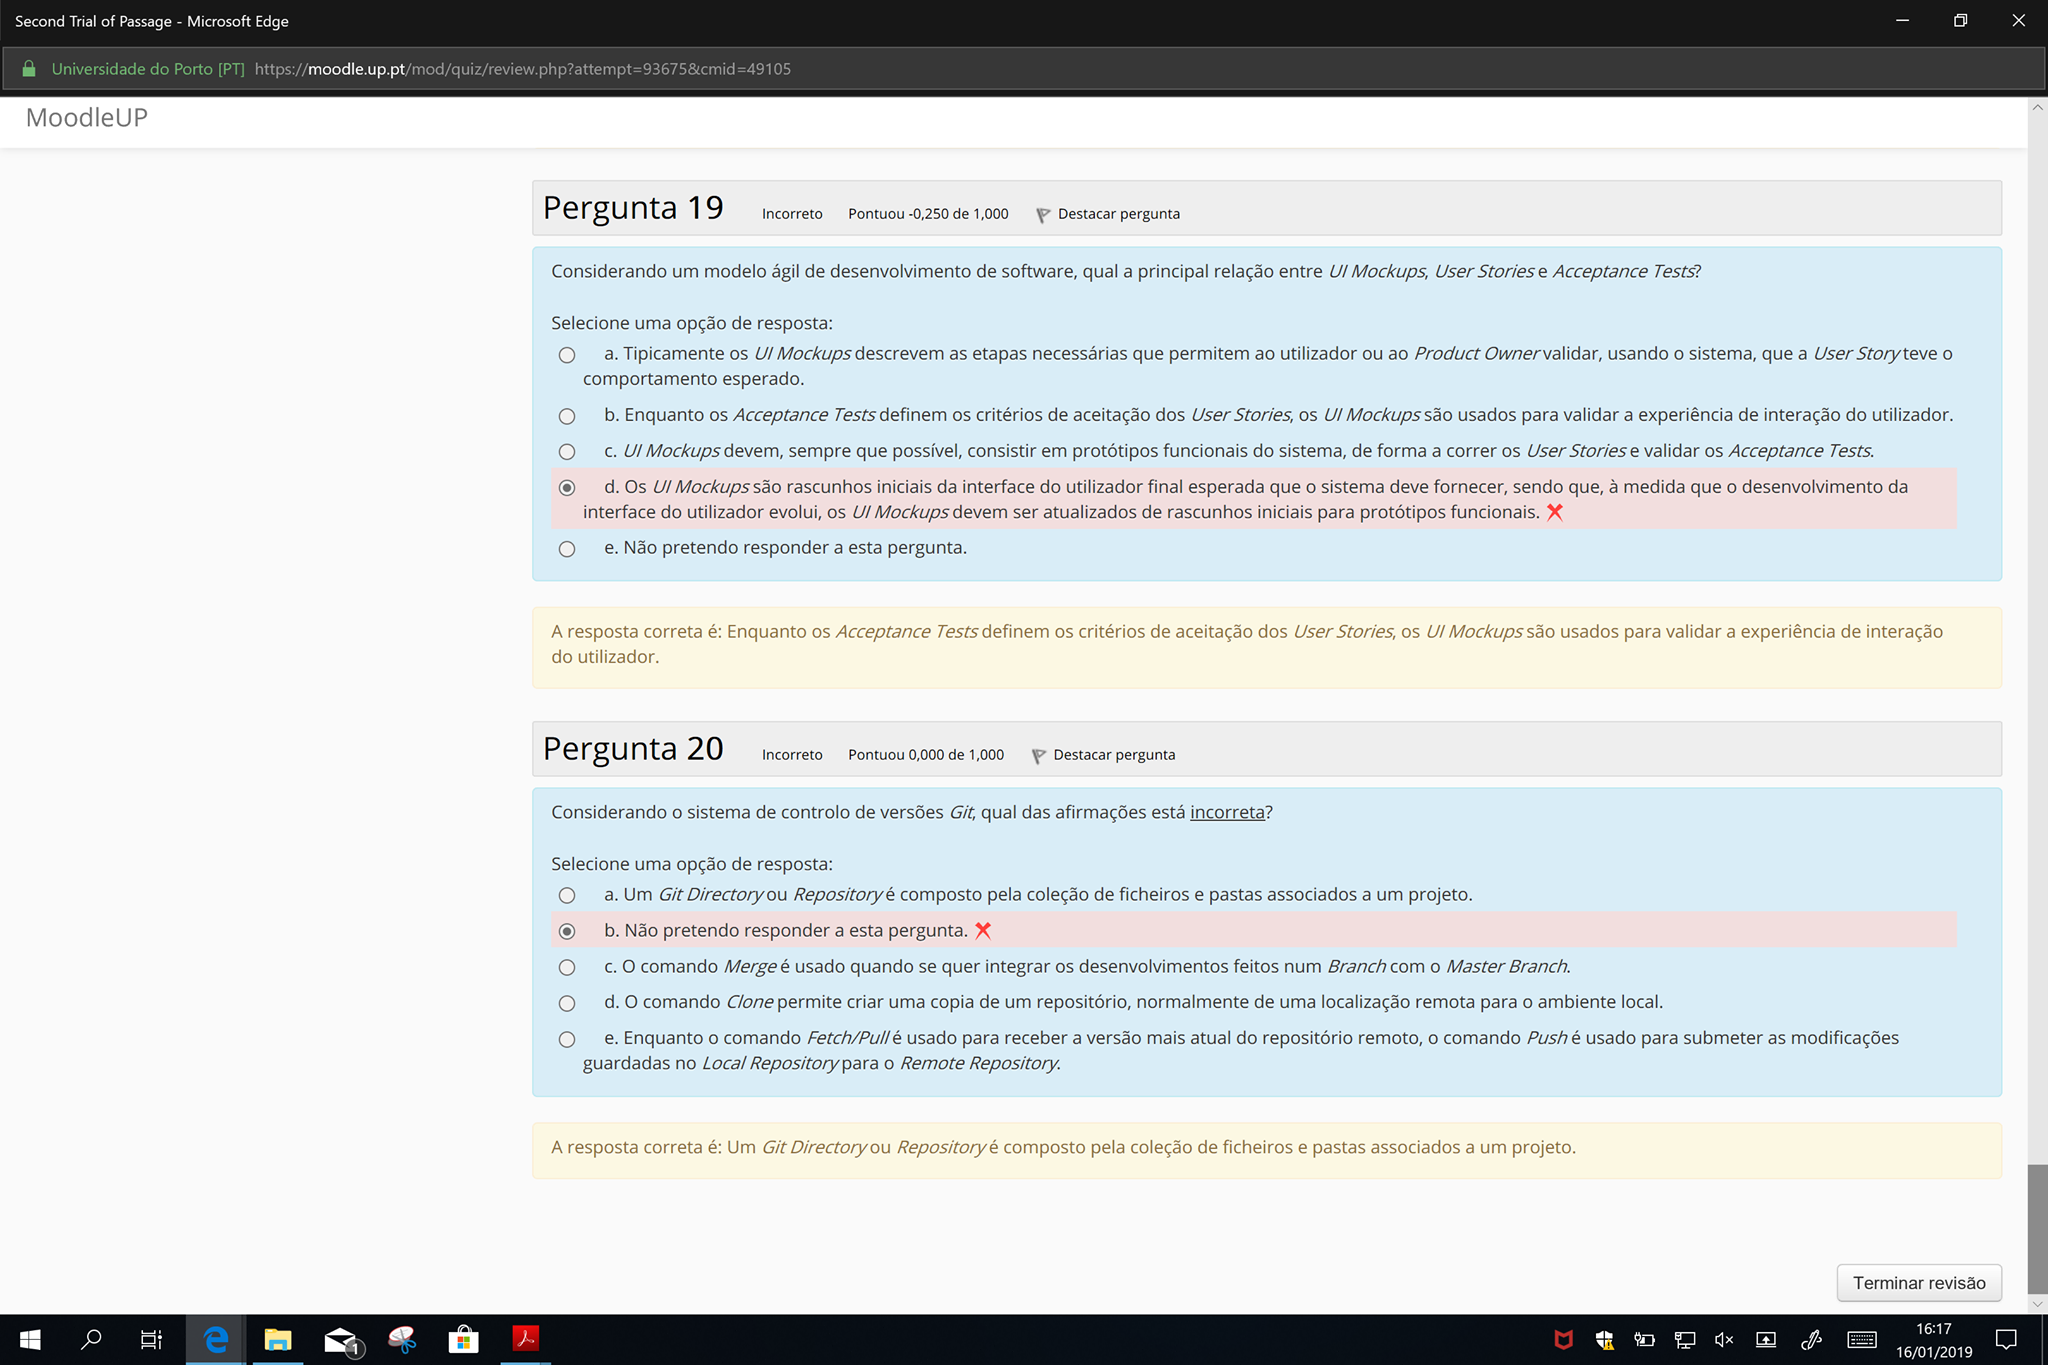 Second Trial of Passage - Microsoft Edge
Universidade do Porto [PT] https://moodle.up.pt/mod/quiz/review.php?attempt=93675&cmid=49105
MoodleUP
Pergunta 19 Incorreto Pontuou -0,250 de 1,000 Destacar pergunta
Considerando um modelo ágil de desenvolvimento de software, qual a principal relação entre UI Mockups, User Stories e Acceptance Tests?
Selecione uma opção de resposta:
a. Tipicamente os UI Mockups descrevem as etapas necessárias que permitem ao utilizador ou ao Product Owner validar, usando o sistema, que a User Story teve o
comportamento esperado.
b. Enquanto os Acceptance Tests definem os critérios de aceitação dos User Stories, os UI Mockups são usados para validar a experiência de interação do utilizador.
c. UI Mockups devem, sempre que possível, consistir em protótipos funcionais do sistema, de forma a correr os User Stories e validar os Acceptance Tests.
d. Os UI Mockups são rascunhos iniciais da interface do utilizador final esperada que o sistema deve fornecer, sendo que, à medida que o desenvolvimento da
interface do utilizador evolui, os UI Mockups devem ser atualizados de rascunhos iniciais para protótipos funcionais.
e. Não pretendo responder a esta pergunta.
A resposta correta é: Enquanto os Acceptance Tests definem os critérios de aceitação dos User Stories, os UI Mockups são usados para validar a experiência de interação
do utilizador.
Pergunta 20 Incorreto Pontuou 0,000 de 1,000 Destacar pergunta
Considerando o sistema de controlo de versões Git, qual das afirmações está incorreta?
Selecione uma opção de resposta:
a. Um Git Directory ou Repository é composto pela coleção de ficheiros e pastas associados a um projeto.
b. Não pretendo responder a esta pergunta.
c. O comando Merge é usado quando se quer integrar os desenvolvimentos feitos num Branch com o Master Branch.
d. O comando Clone permite criar uma copia de um repositório, normalmente de uma localização remota para o ambiente local.
e. Enquanto o comando Fetch/Pull é usado para receber a versão mais atual do repositório remoto, o comando Push é usado para submeter as modificações
guardadas no Local Repository para o Remote Repository.
A resposta correta é: Um Git Directory ou Repository é composto pela coleção de ficheiros e pastas associados a um projeto.
Terminar revisão
1
16:17
16/01/2019